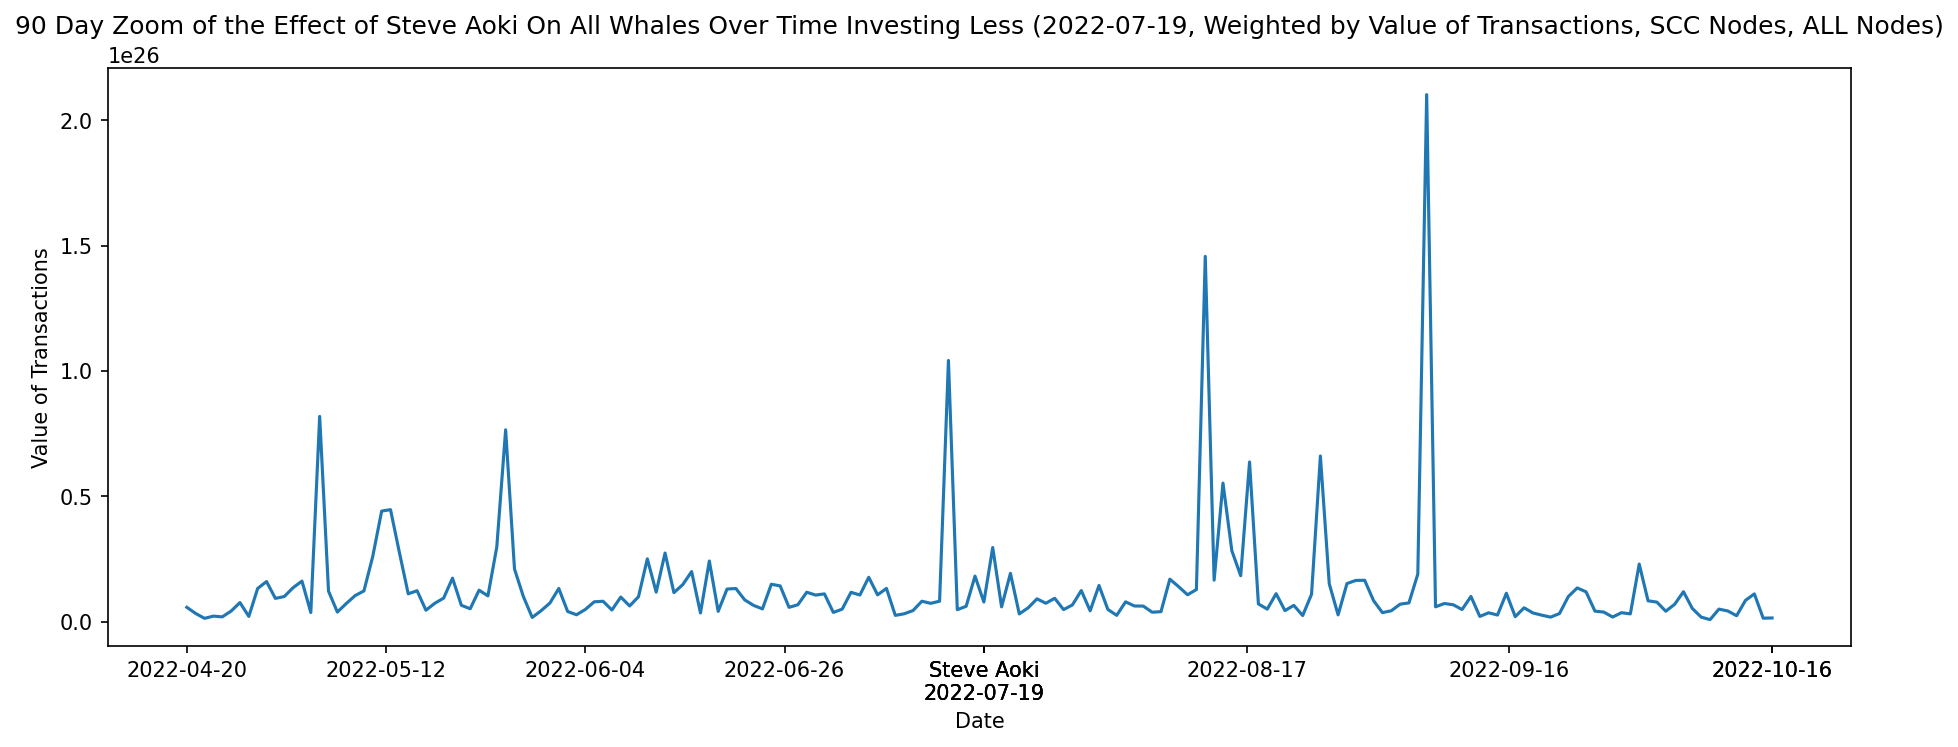 90 Day Zoom of the Effect of Steve Aoki On All Whales Over Time Investing Less (2022-07-19, Weighted by Value of Transactions, SCC Nodes, ALL Nodes)
1e26
2.0
1.5
1.0
0.5
0.0
Value of Transactions
2022-04-20 2022-05-12 2022-06-04 2022-06-26 Steve Aoki 2022-08-17 2022-09-16 2022-10-16
2022-07-19
Date